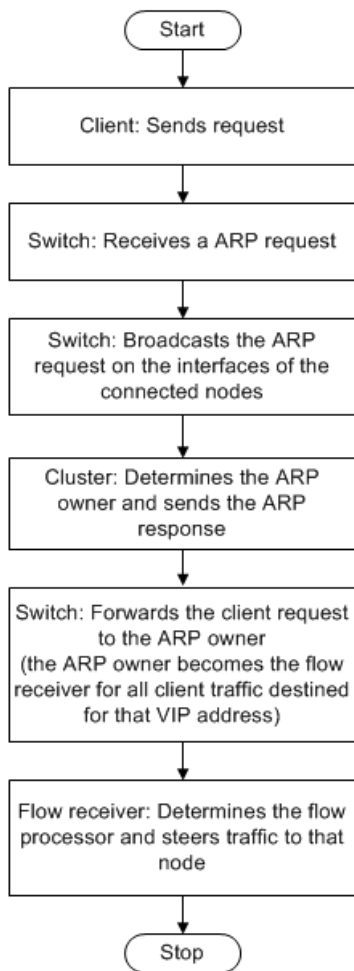 Start
Client: Sends request
Switch: Receives a ARP request
Switch: Broadcasts the ARP
request on the interfaces of the
connected nodes
Cluster: Determines the ARP
owner and sends the ARP
response
Switch: Forwards the client request
to the ARP owner
(the ARP owner becomes the flow
receiver for all client traffic destined
for that VIP address)
Flow receiver: Determines the flow
processor and steers traffic to that
node
Stop